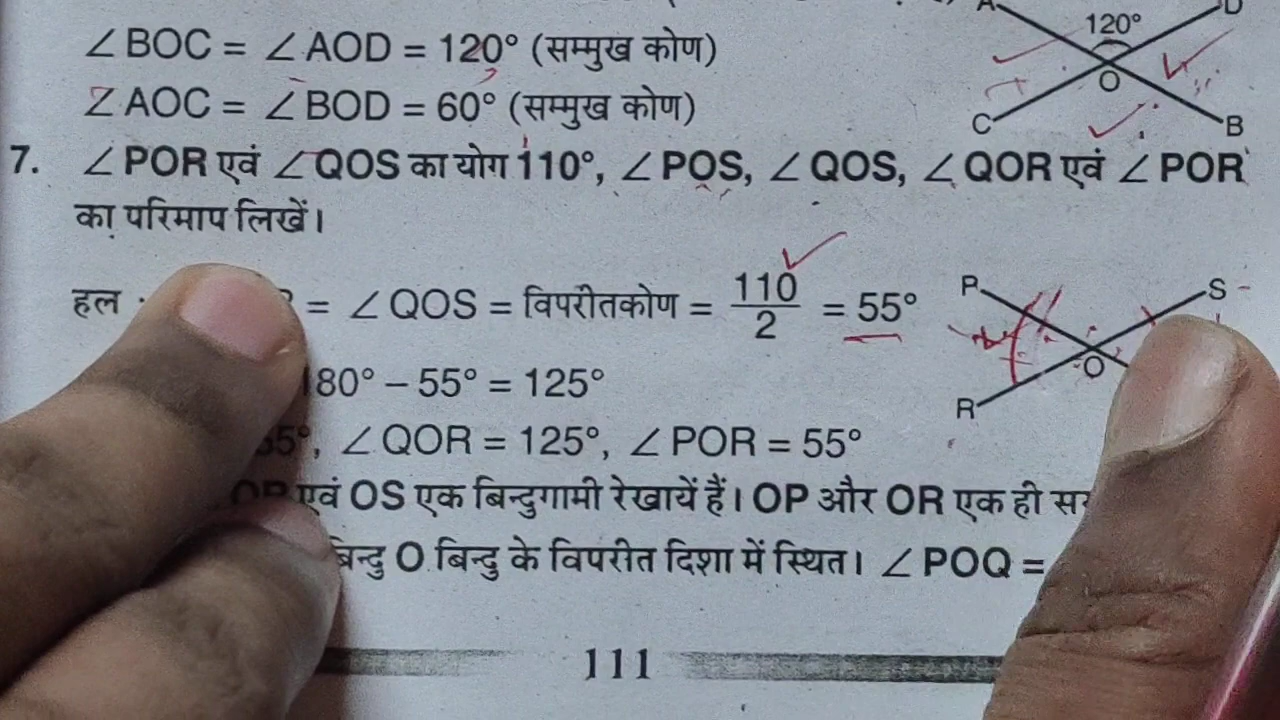 ∠BOC = ∠AOD = 120° (सम्मुख कोण)
∠AOC = ∠BOD = 60° (सम्मुख कोण)
A D
120°
O
C B
7. ∠POR एवं ∠QOS का योग 110°, ∠POS, ∠QOS, ∠QOR एवं ∠POR
का परिमाप लिखें।
हल = ∠QOS = विपरीतकोण = 110/2 = 55°
P S
O
R
180° – 55° = 125°
55°, ∠QOR = 125°, ∠POR = 55°
OP एवं OS एक बिन्दुगामी रेखायें हैं। OP और OR एक ही
बिन्दु O बिन्दु के विपरीत दिशा में स्थित। ∠POQ =
111